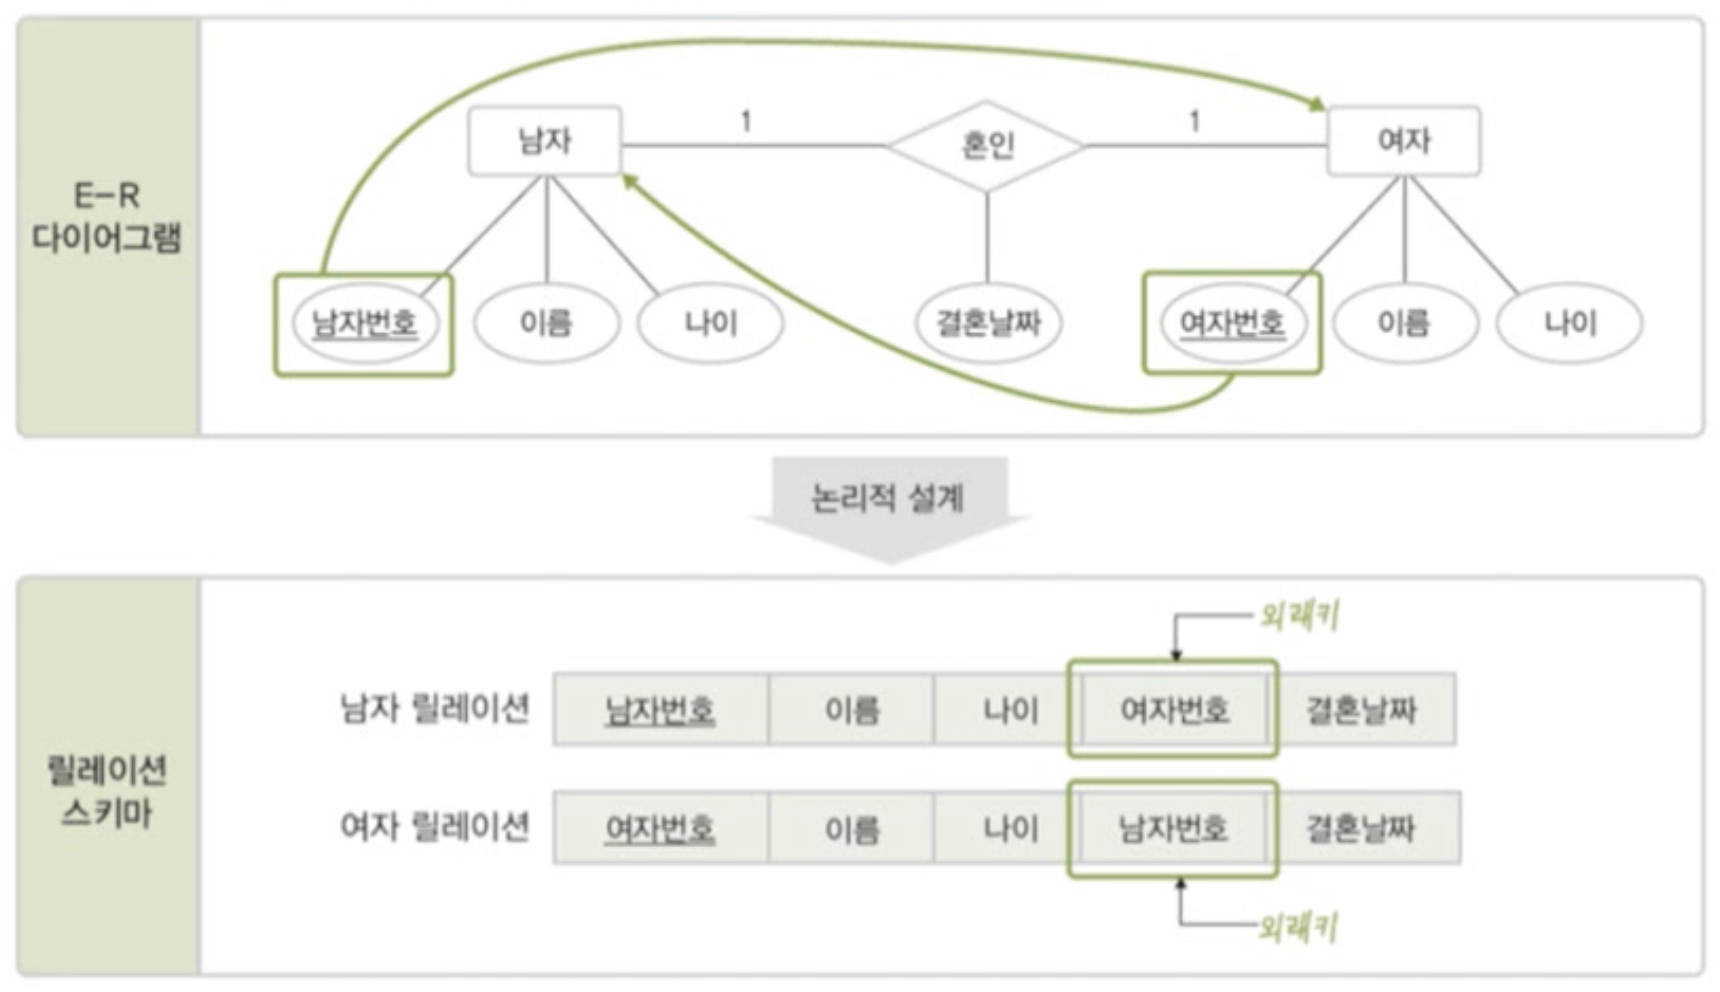 E-R
다이어그램
남자
1
혼인
1
여자
남자번호
이름
나이
결혼날짜
여자번호
이름
나이
논리적 설계
릴레이션
스키마
외래키
남자 릴레이션
남자번호
이름
나이
여자번호
결혼날짜
여자 릴레이션
여자번호
이름
나이
남자번호
결혼날짜
외래키